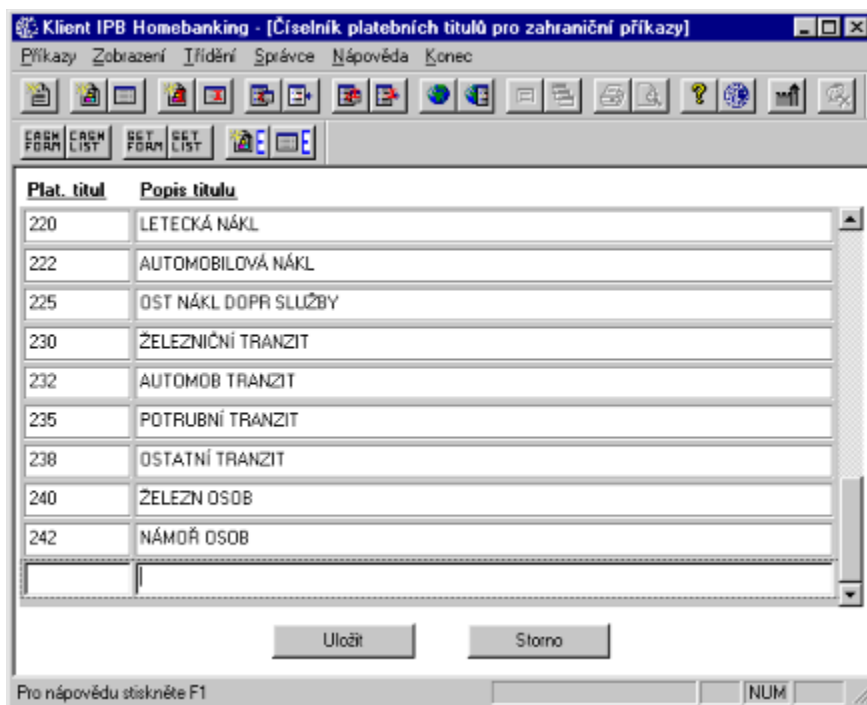 Klient IPB Homebanking - [Číselník platebních titulů pro zahraniční příkazy]
Příkazy Zobrazení Třídění Správce Nápověda Konec
CASH FORM CASH LIST SET FORM SET LIST
Plat. titul Popis titulu
220 LETECKÁ NÁKL
222 AUTOMOBILOVÁ NÁKL
225 OST NÁKL DOPR SLUŽBY
230 ŽELEZNIČNÍ TRANZIT
232 AUTOMOB TRANZIT
235 POTRUBNÍ TRANZIT
238 OSTATNÍ TRANZIT
240 ŽELEZN OSOB
242 NÁMOŘ OSOB
Uložit Storno
Pro nápovědu stiskněte F1 NUM